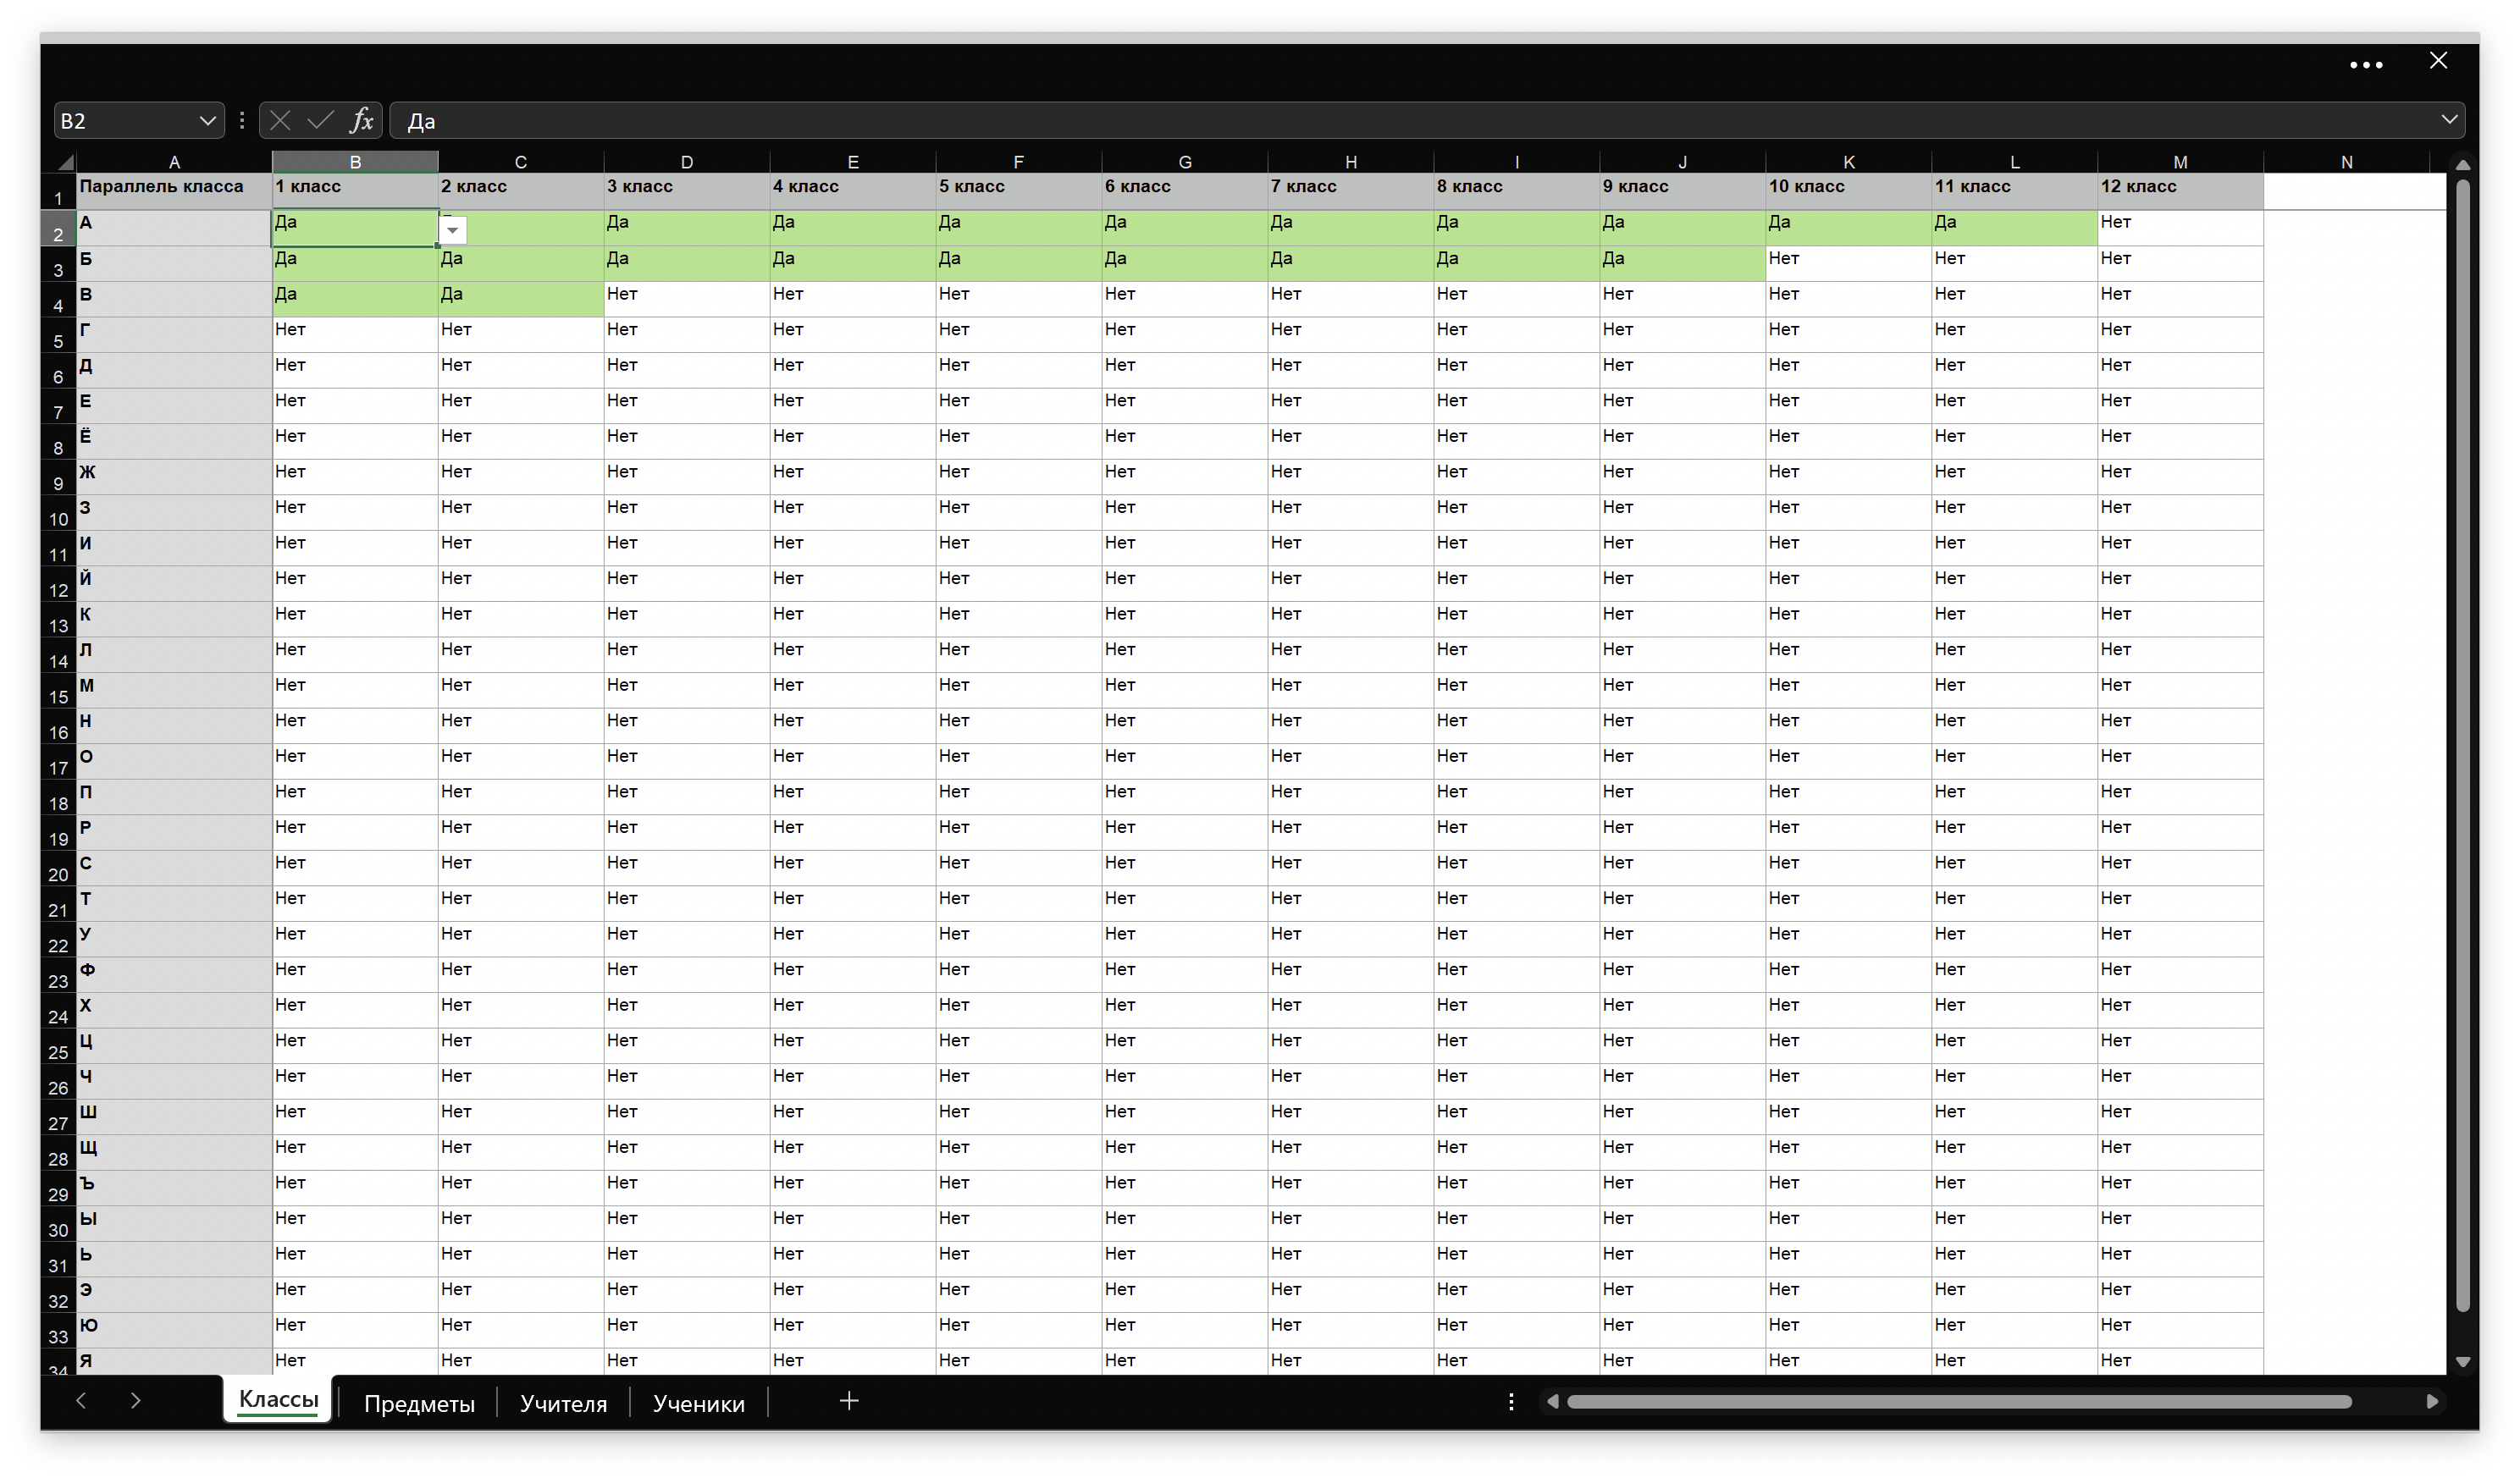 B2 fx Да
A B C D E F G H I J K L M N
1 Параллель класса 1 класс 2 класс 3 класс 4 класс 5 класс 6 класс 7 класс 8 класс 9 класс 10 класс 11 класс 12 класс
2 А Да Да Да Да Да Да Да Да Да Да Нет
3 Б Да Да Да Да Да Да Да Да Да Нет Нет Нет
4 В Да Да Нет Нет Нет Нет Нет Нет Нет Нет Нет Нет
5 Г Нет Нет Нет Нет Нет Нет Нет Нет Нет Нет Нет Нет
6 Д Нет Нет Нет Нет Нет Нет Нет Нет Нет Нет Нет Нет
7 Е Нет Нет Нет Нет Нет Нет Нет Нет Нет Нет Нет Нет
8 Ё Нет Нет Нет Нет Нет Нет Нет Нет Нет Нет Нет Нет
9 Ж Нет Нет Нет Нет Нет Нет Нет Нет Нет Нет Нет Нет
10 З Нет Нет Нет Нет Нет Нет Нет Нет Нет Нет Нет Нет
11 И Нет Нет Нет Нет Нет Нет Нет Нет Нет Нет Нет Нет
12 Й Нет Нет Нет Нет Нет Нет Нет Нет Нет Нет Нет Нет
13 К Нет Нет Нет Нет Нет Нет Нет Нет Нет Нет Нет Нет
14 Л Нет Нет Нет Нет Нет Нет Нет Нет Нет Нет Нет Нет
15 М Нет Нет Нет Нет Нет Нет Нет Нет Нет Нет Нет Нет
16 Н Нет Нет Нет Нет Нет Нет Нет Нет Нет Нет Нет Нет
17 О Нет Нет Нет Нет Нет Нет Нет Нет Нет Нет Нет Нет
18 П Нет Нет Нет Нет Нет Нет Нет Нет Нет Нет Нет Нет
19 Р Нет Нет Нет Нет Нет Нет Нет Нет Нет Нет Нет Нет
20 С Нет Нет Нет Нет Нет Нет Нет Нет Нет Нет Нет Нет
21 Т Нет Нет Нет Нет Нет Нет Нет Нет Нет Нет Нет Нет
22 У Нет Нет Нет Нет Нет Нет Нет Нет Нет Нет Нет Нет
23 Ф Нет Нет Нет Нет Нет Нет Нет Нет Нет Нет Нет Нет
24 Х Нет Нет Нет Нет Нет Нет Нет Нет Нет Нет Нет Нет
25 Ц Нет Нет Нет Нет Нет Нет Нет Нет Нет Нет Нет Нет
26 Ч Нет Нет Нет Нет Нет Нет Нет Нет Нет Нет Нет Нет
27 Ш Нет Нет Нет Нет Нет Нет Нет Нет Нет Нет Нет Нет
28 Щ Нет Нет Нет Нет Нет Нет Нет Нет Нет Нет Нет Нет
29 Ъ Нет Нет Нет Нет Нет Нет Нет Нет Нет Нет Нет Нет
30 Ы Нет Нет Нет Нет Нет Нет Нет Нет Нет Нет Нет Нет
31 Ь Нет Нет Нет Нет Нет Нет Нет Нет Нет Нет Нет Нет
32 Э Нет Нет Нет Нет Нет Нет Нет Нет Нет Нет Нет Нет
33 Ю Нет Нет Нет Нет Нет Нет Нет Нет Нет Нет Нет Нет
34 Я Нет Нет Нет Нет Нет Нет Нет Нет Нет Нет Нет Нет
Классы Предметы Учителя Ученики